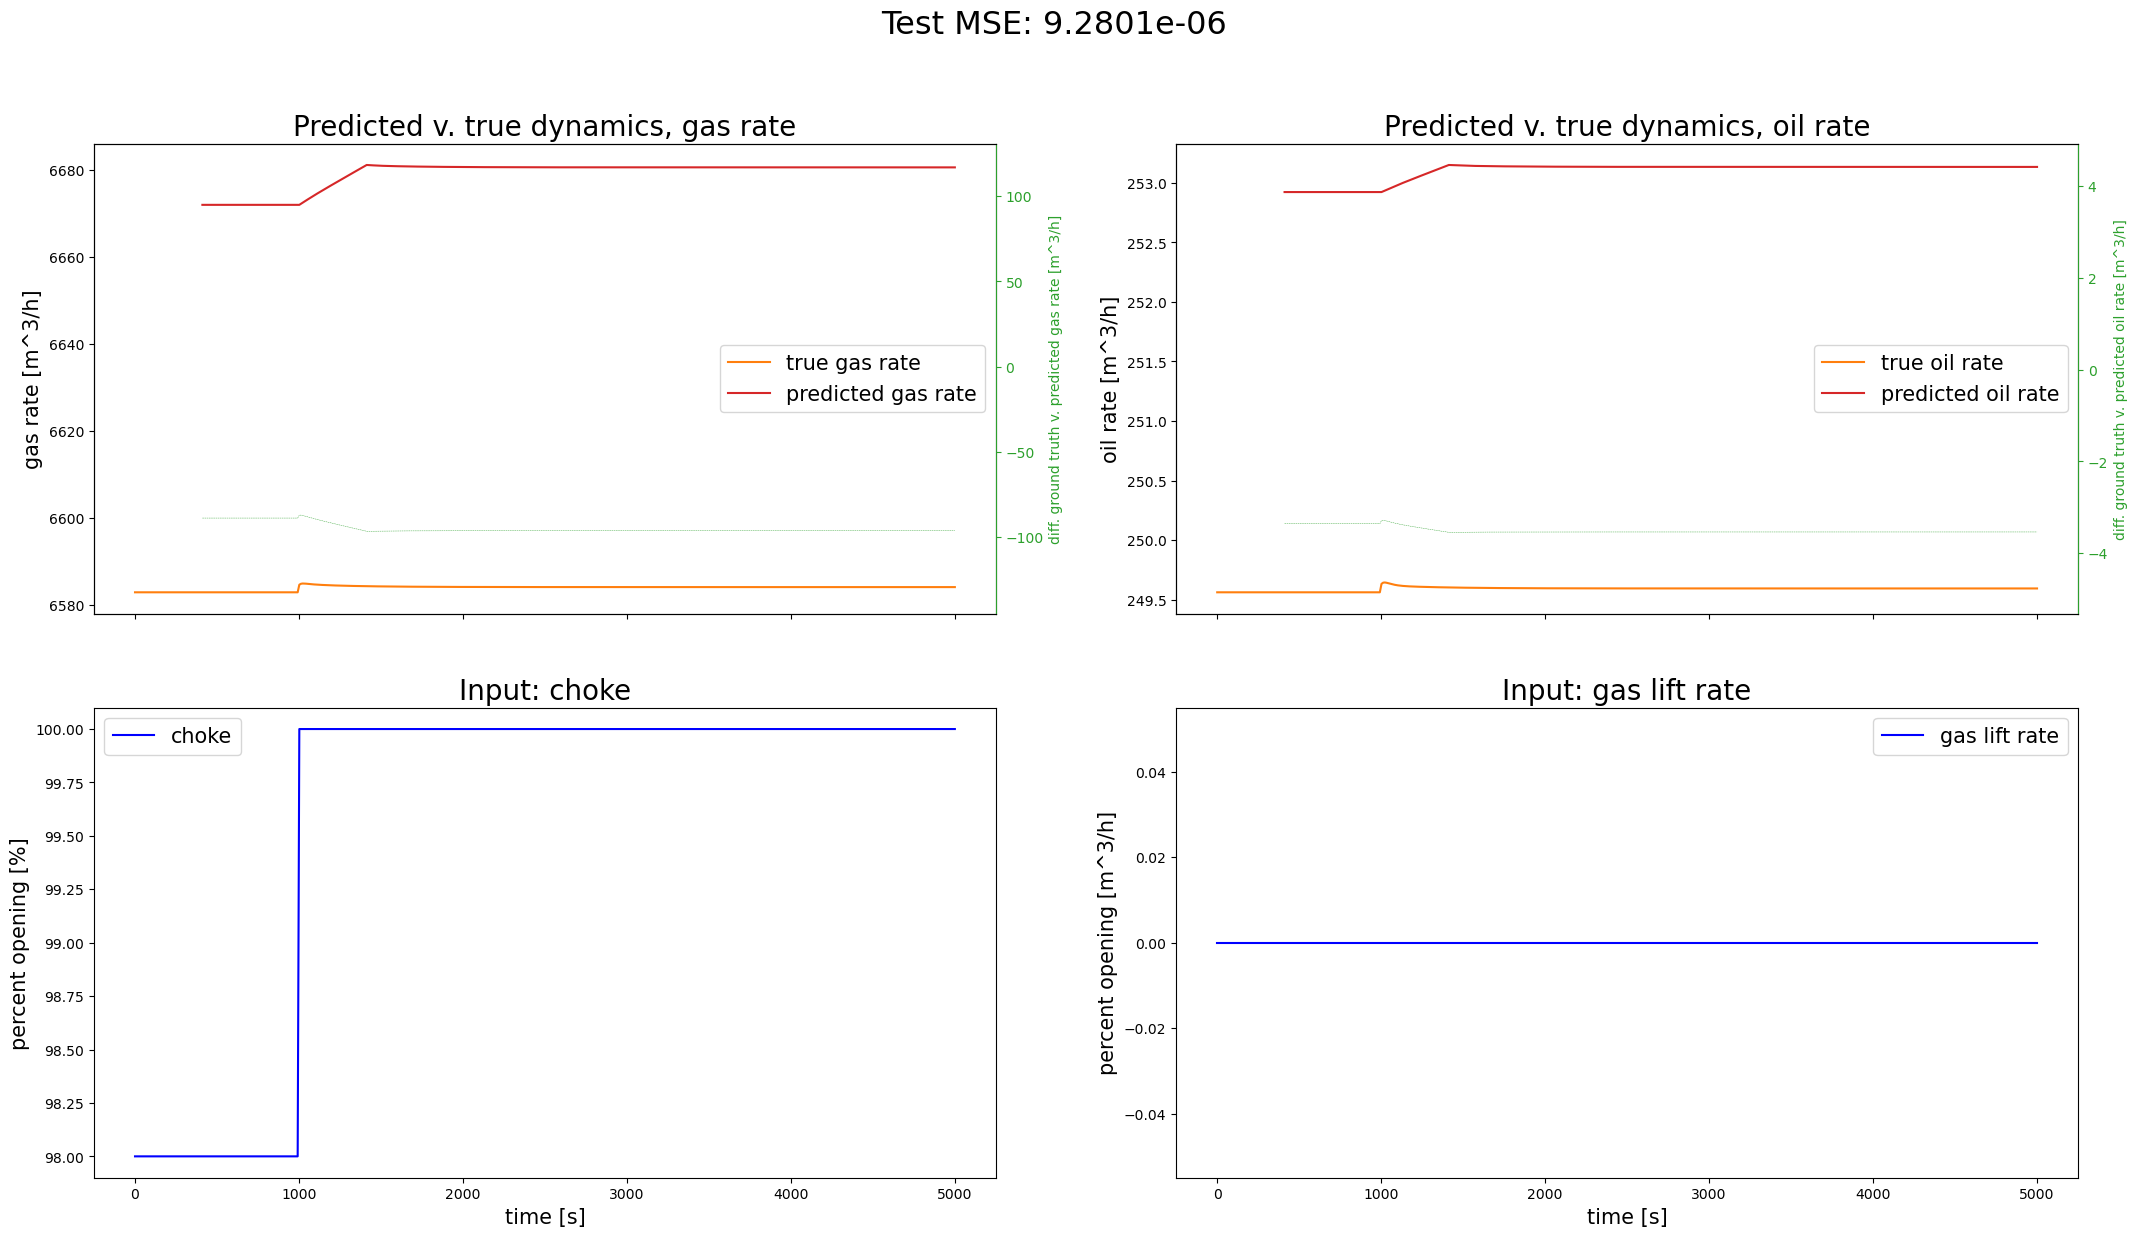 Test MSE: 9.2801e-06
Predicted v. true dynamics, gas rate
6680
6660
6640
6620
6600
6580
gas rate [m^3/h]
100
50
0
−50
−100
diff. ground truth v. predicted gas rate [m^3/h]
true gas rate
predicted gas rate
Predicted v. true dynamics, oil rate
253.0
252.5
252.0
251.5
251.0
250.5
250.0
249.5
oil rate [m^3/h]
4
2
0
−2
−4
diff. ground truth v. predicted oil rate [m^3/h]
true oil rate
predicted oil rate
Input: choke
choke
100.00
99.75
99.50
99.25
99.00
98.75
98.50
98.25
98.00
percent opening [%]
0
1000
2000
3000
4000
5000
time [s]
Input: gas lift rate
gas lift rate
0.04
0.02
0.00
−0.02
−0.04
percent opening [m^3/h]
0
1000
2000
3000
4000
5000
time [s]